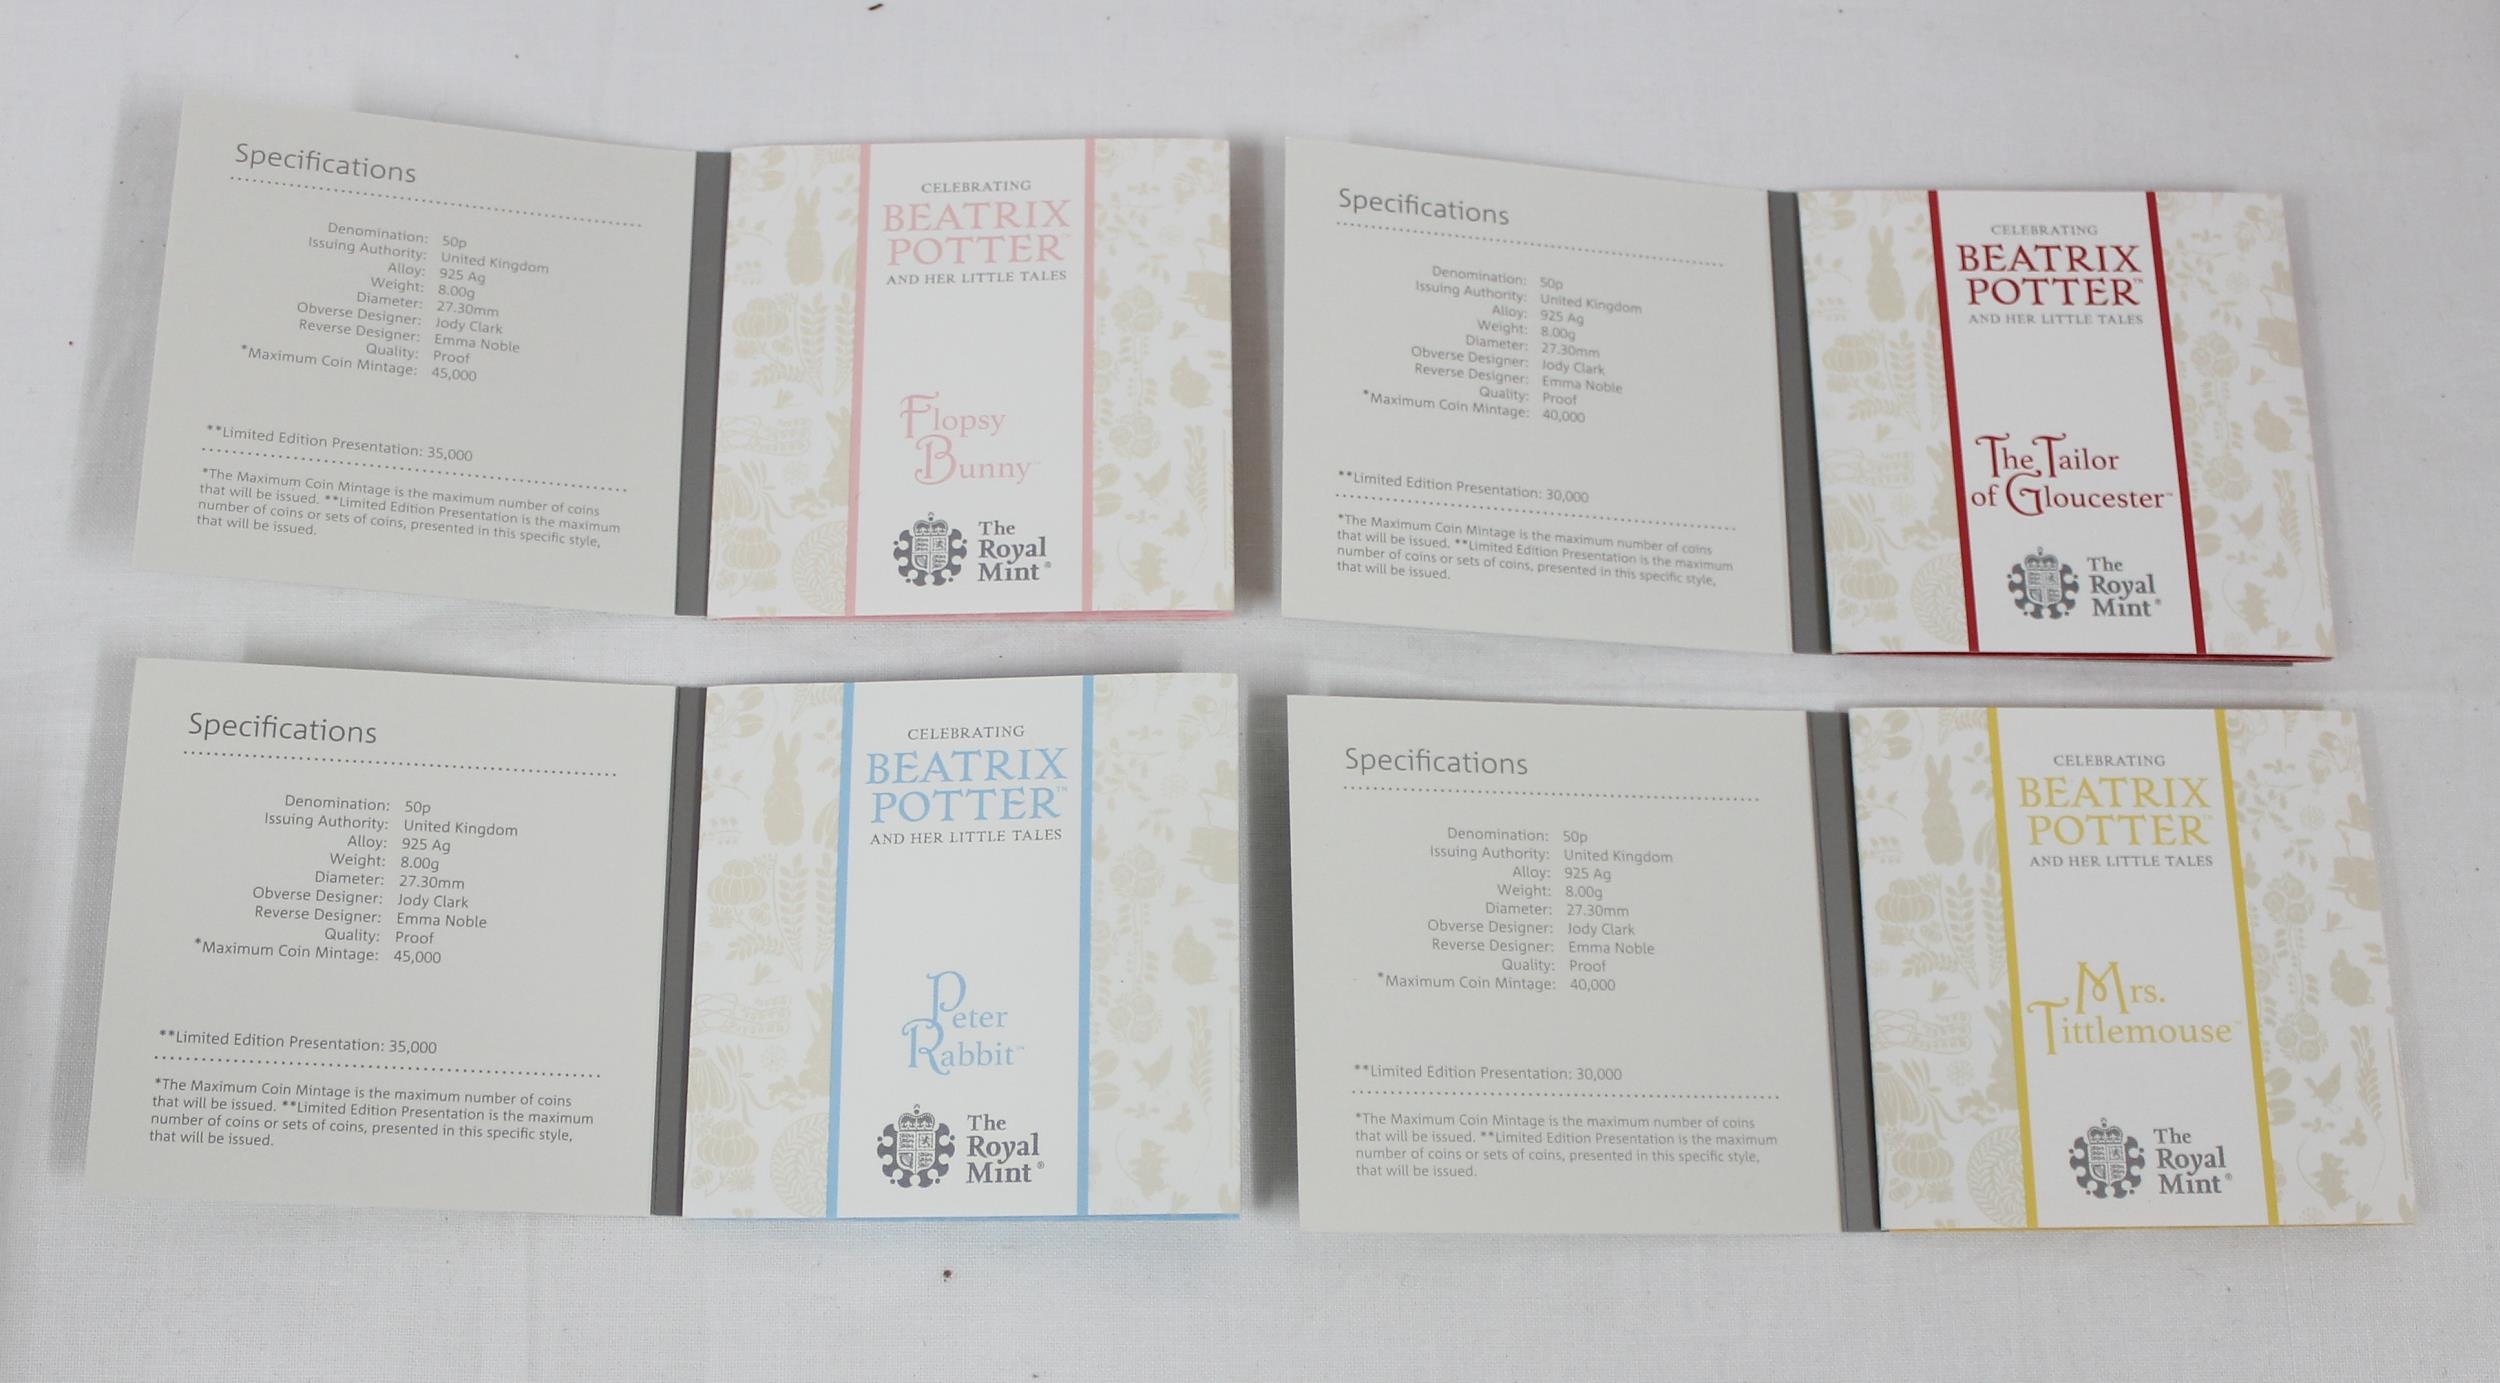 Specifications
Denomination: 50p
Issuing Authority: United Kingdom
Alloy: 925 Ag
Weight: 8.00g
Diameter: 27.30mm
Obverse Designer: Jody Clark
Reverse Designer: Emma Noble
Quality: Proof
*Maximum Coin Mintage: 45,000
**Limited Edition Presentation: 35,000
*The Maximum Coin Mintage is the maximum number of coins
that will be issued. **Limited Edition Presentation is the maximum
number of coins or sets of coins, presented in this specific style,
that will be issued.
CELEBRATING
BEATRIX
POTTER™
AND HER LITTLE TALES
Flopsy
Bunny™
The
Royal
Mint®
Specifications
Denomination: 50p
Issuing Authority: United Kingdom
Alloy: 925 Ag
Weight: 8.00g
Diameter: 27.30mm
Obverse Designer: Jody Clark
Reverse Designer: Emma Noble
Quality: Proof
*Maximum Coin Mintage: 40,000
**Limited Edition Presentation: 30,000
*The Maximum Coin Mintage is the maximum number of coins
that will be issued. **Limited Edition Presentation is the maximum
number of coins or sets of coins, presented in this specific style,
that will be issued.
CELEBRATING
BEATRIX
POTTER™
AND HER LITTLE TALES
The Tailor
of Gloucester™
The
Royal
Mint®
Specifications
Denomination: 50p
Issuing Authority: United Kingdom
Alloy: 925 Ag
Weight: 8.00g
Diameter: 27.30mm
Obverse Designer: Jody Clark
Reverse Designer: Emma Noble
Quality: Proof
*Maximum Coin Mintage: 45,000
**Limited Edition Presentation: 35,000
*The Maximum Coin Mintage is the maximum number of coins
that will be issued. **Limited Edition Presentation is the maximum
number of coins or sets of coins, presented in this specific style,
that will be issued.
CELEBRATING
BEATRIX
POTTER™
AND HER LITTLE TALES
Peter
Rabbit™
The
Royal
Mint®
Specifications
Denomination: 50p
Issuing Authority: United Kingdom
Alloy: 925 Ag
Weight: 8.00g
Diameter: 27.30mm
Obverse Designer: Jody Clark
Reverse Designer: Emma Noble
Quality: Proof
*Maximum Coin Mintage: 40,000
**Limited Edition Presentation: 30,000
*The Maximum Coin Mintage is the maximum number of coins
that will be issued. **Limited Edition Presentation is the maximum
number of coins or sets of coins, presented in this specific style,
that will be issued.
CELEBRATING
BEATRIX
POTTER™
AND HER LITTLE TALES
Mrs.
Tittlemouse™
The
Royal
Mint®